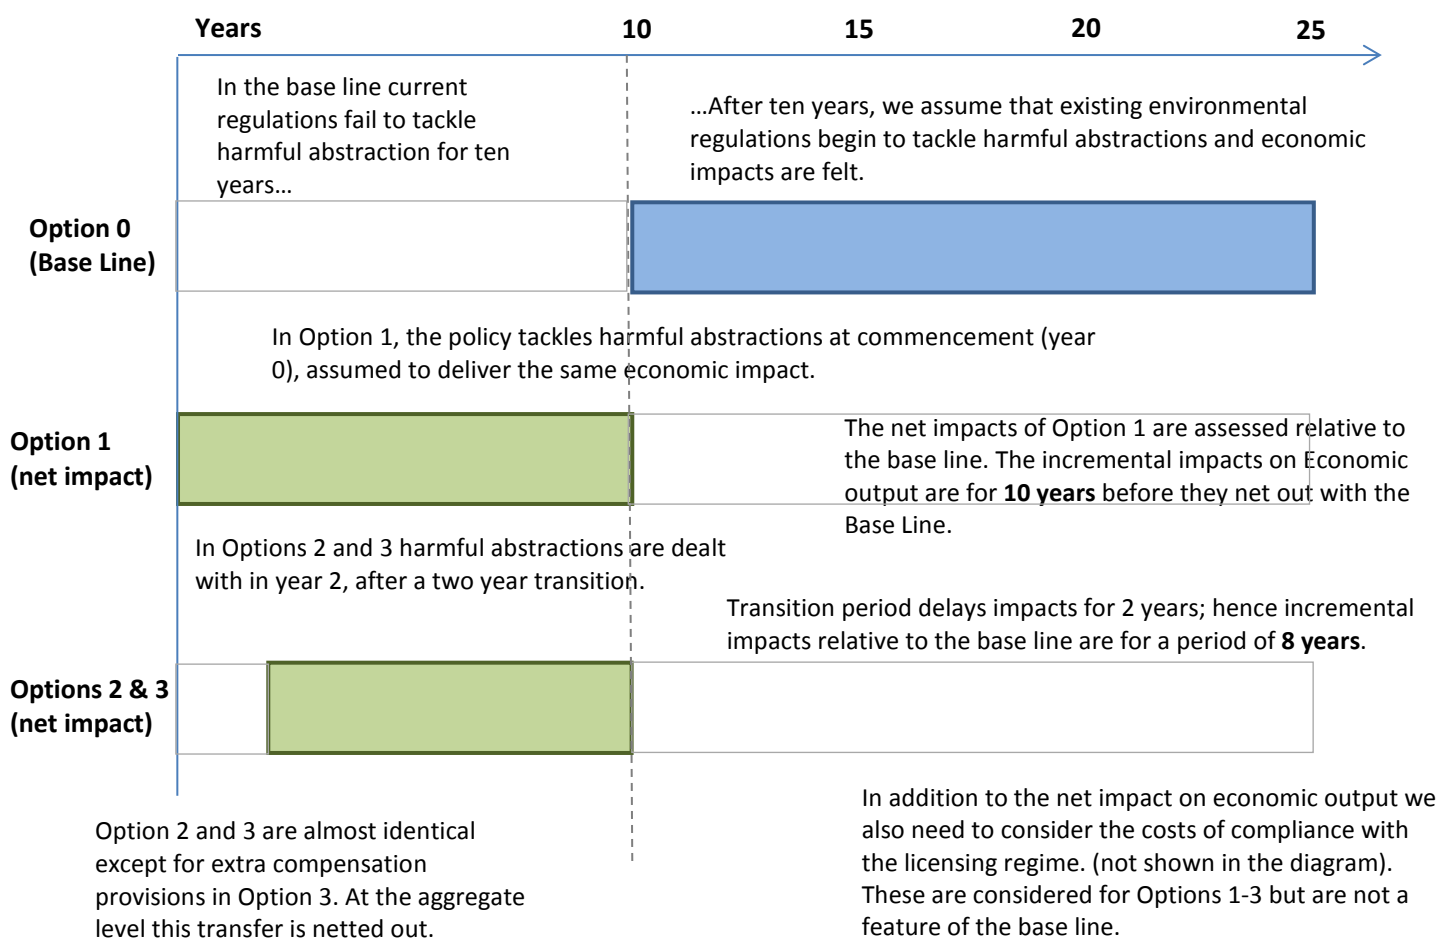 Years 10 15 20 25
In the base line current
regulations fail to tackle
harmful abstraction for ten
years…
…After ten years, we assume that existing environmental
regulations begin to tackle harmful abstractions and economic
impacts are felt.
Option 0
(Base Line)
In Option 1, the policy tackles harmful abstractions at commencement (year
0), assumed to deliver the same economic impact.
Option 1
(net impact)
The net impacts of Option 1 are assessed relative to
the base line. The incremental impacts on Economic
output are for 10 years before they net out with the
Base Line.
In Options 2 and 3 harmful abstractions are dealt
with in year 2, after a two year transition.
Transition period delays impacts for 2 years; hence incremental
impacts relative to the base line are for a period of 8 years.
Options 2 & 3
(net impact)
Option 2 and 3 are almost identical
except for extra compensation
provisions in Option 3. At the aggregate
level this transfer is netted out.
In addition to the net impact on economic output we
also need to consider the costs of compliance with
the licensing regime. (not shown in the diagram).
These are considered for Options 1-3 but are not a
feature of the base line.